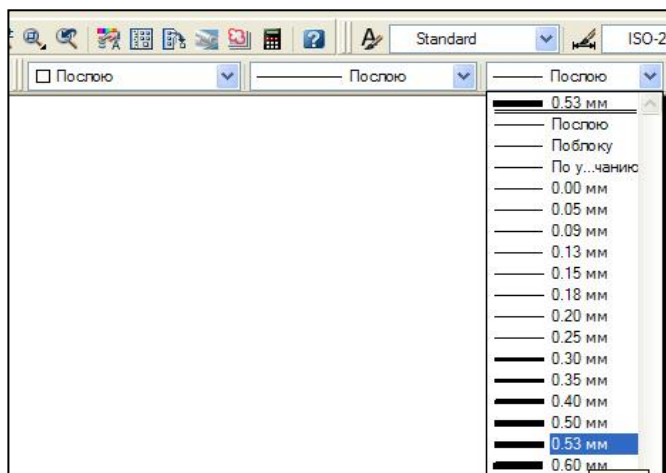 Standard
ISO-2
Послою
Послою
Послою
0.53 мм
Послою
Поблоку
По у...чанию
0.00 мм
0.05 мм
0.09 мм
0.13 мм
0.15 мм
0.18 мм
0.20 мм
0.25 мм
0.30 мм
0.35 мм
0.40 мм
0.50 мм
0.53 мм
0.60 мм